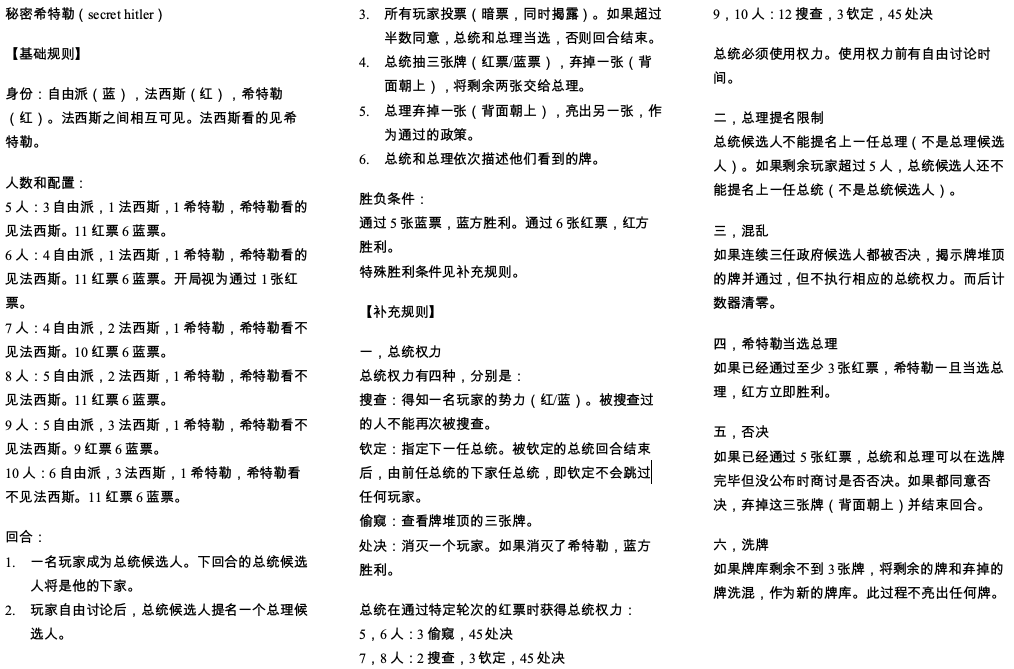 秘密希特勒（secret hitler）
【基础规则】
身份：自由派（蓝），法西斯（红），希特勒
（红）。法西斯之间相互可见。法西斯看的见希
特勒。
人数和配置：
5 人：3 自由派，1 法西斯，1 希特勒，希特勒看的
见法西斯。11 红票 6 蓝票。
6 人：4 自由派，1 法西斯，1 希特勒，希特勒看的
见法西斯。11 红票 6 蓝票。开局视为通过 1 张红
票。
7 人：4 自由派，2 法西斯，1 希特勒，希特勒看不
见法西斯。10 红票 6 蓝票。
8 人：5 自由派，2 法西斯，1 希特勒，希特勒看不
见法西斯。11 红票 6 蓝票。
9 人：5 自由派，3 法西斯，1 希特勒，希特勒看不
见法西斯。9 红票 6 蓝票。
10 人：6 自由派，3 法西斯，1 希特勒，希特勒看
不见法西斯。11 红票 6 蓝票。
回合：
1. 一名玩家成为总统候选人。下回合的总统候选
人将是他的下家。
2. 玩家自由讨论后，总统候选人提名一个总理候
选人。
3. 所有玩家投票（暗票，同时揭露）。如果超过
半数同意，总统和总理当选，否则回合结束。
4. 总统抽三张牌（红票/蓝票），弃掉一张（背
面朝上），将剩余两张交给总理。
5. 总理弃掉一张（背面朝上），亮出另一张，作
为通过的政策。
6. 总统和总理依次描述他们看到的牌。
胜负条件：
通过 5 张蓝票，蓝方胜利。通过 6 张红票，红方
胜利。
特殊胜利条件见补充规则。
【补充规则】
一，总统权力
总统权力有四种，分别是：
搜查：得知一名玩家的势力（红/蓝）。被搜查过
的人不能再次被搜查。
钦定：指定下一任总统。被钦定的总统回合结束
后，由前任总统的下家任总统，即钦定不会跳过
任何玩家。
偷窥：查看牌堆顶的三张牌。
处决：消灭一个玩家。如果消灭了希特勒，蓝方
胜利。
总统在通过特定轮次的红票时获得总统权力：
5，6 人：3 偷窥，45 处决
7，8 人：2 搜查，3 钦定，45 处决
9，10 人：12 搜查，3 钦定，45 处决
总统必须使用权力。使用权力前有自由讨论时
间。
二，总理提名限制
总统候选人不能提名上一任总理（不是总理候选
人）。如果剩余玩家超过 5 人，总统候选人还不
能提名上一任总统（不是总统候选人）。
三，混乱
如果连续三任政府候选人都被否决，揭示牌堆顶
的牌并通过，但不执行相应的总统权力。而后计
数器清零。
四，希特勒当选总理
如果已经通过至少 3 张红票，希特勒一旦当选总
理，红方立即胜利。
五，否决
如果已经通过 5 张红票，总统和总理可以在选牌
完毕但没公布时商讨是否否决。如果都同意否
决，弃掉这三张牌（背面朝上）并结束回合。
六，洗牌
如果牌库剩余不到 3 张牌，将剩余的牌和弃掉的
牌洗混，作为新的牌库。此过程不亮出任何牌。